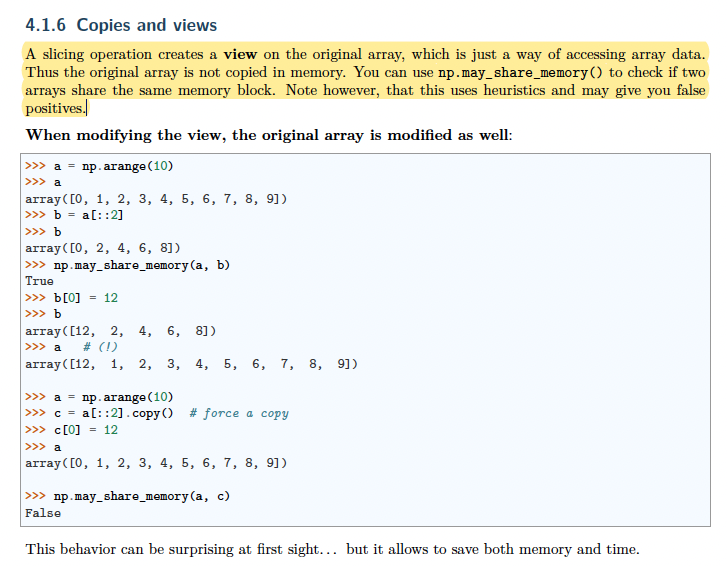 4.1.6 Copies and views
A slicing operation creates a view on the original array, which is just a way of accessing array data.
Thus the original array is not copied in memory. You can use np.may_share_memory() to check if two
arrays share the same memory block. Note however, that this uses heuristics and may give you false
positives.
When modifying the view, the original array is modified as well:
>>> a = np.arange(10)
>>> a
array([0, 1, 2, 3, 4, 5, 6, 7, 8, 9])
>>> b = a[::2]
>>> b
array([0, 2, 4, 6, 8])
>>> np.may_share_memory(a, b)
True
>>> b[0] = 12
>>> b
array([12,  2,  4,  6,  8])
>>> a   # (!)
array([12,  1,  2,  3,  4,  5,  6,  7,  8,  9])
>>> a = np.arange(10)
>>> c = a[::2].copy()  # force a copy
>>> c[0] = 12
>>> a
array([0, 1, 2, 3, 4, 5, 6, 7, 8, 9])
>>> np.may_share_memory(a, c)
False
This behavior can be surprising at first sight... but it allows to save both memory and time.